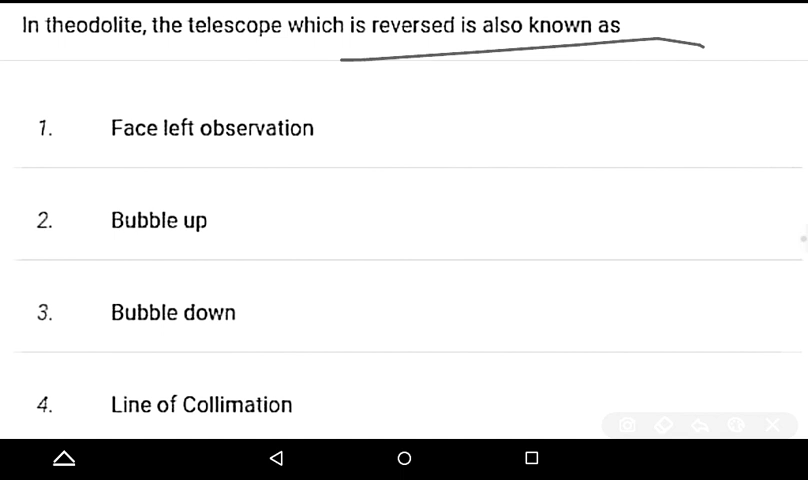 In theodolite, the telescope which is reversed is also known as
1. Face left observation
2. Bubble up
3. Bubble down
4. Line of Collimation